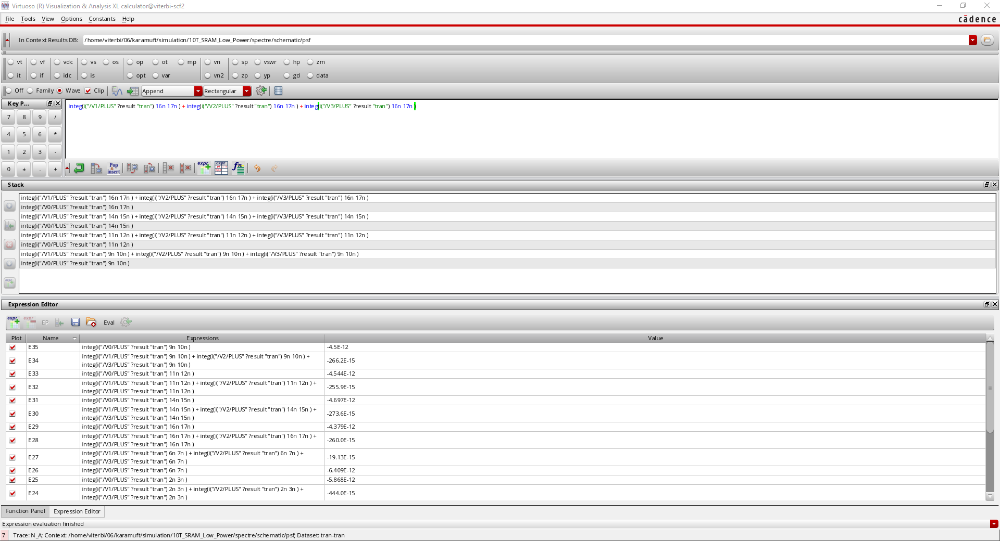 Virtuoso (R) Visualization & Analysis XL calculator@viterbi-scf2
File Tools View Options Constants Help
cādence
In Context Results DB: /home/viterbi/06/karamuft/simulation/10T_SRAM_Low_Power/spectre/schematic/psf
vt vf vdc vs os op ot mp vn sp vswr hp zm
it if idc is opt var vn2 zp yp gd data
Off Family Wave Clip Append Rectangular
Key P...
integ(i("/V1/PLUS" ?result "tran") 16n 17n ) + integ(i("/V2/PLUS" ?result "tran") 16n 17n ) + integ(i("/V3/PLUS" ?result "tran") 16n 17n )
7 8 9 /
4 5 6 *
1 2 3 -
0 ± . +
Pop & insert expr expr fn
Stack
integ(i("/V1/PLUS" ?result "tran") 16n 17n ) + integ(i("/V2/PLUS" ?result "tran") 16n 17n ) + integ(i("/V3/PLUS" ?result "tran") 16n 17n )
integ(i("/V0/PLUS" ?result "tran") 16n 17n )
integ(i("/V1/PLUS" ?result "tran") 14n 15n ) + integ(i("/V2/PLUS" ?result "tran") 14n 15n ) + integ(i("/V3/PLUS" ?result "tran") 14n 15n )
integ(i("/V0/PLUS" ?result "tran") 14n 15n )
integ(i("/V1/PLUS" ?result "tran") 11n 12n ) + integ(i("/V2/PLUS" ?result "tran") 11n 12n ) + integ(i("/V3/PLUS" ?result "tran") 11n 12n )
integ(i("/V0/PLUS" ?result "tran") 11n 12n )
integ(i("/V1/PLUS" ?result "tran") 9n 10n ) + integ(i("/V2/PLUS" ?result "tran") 9n 10n ) + integ(i("/V3/PLUS" ?result "tran") 9n 10n )
integ(i("/V0/PLUS" ?result "tran") 9n 10n )
Expression Editor
expr expr EP Eval
Plot Name Expressions Value
E35 integ(i("/V0/PLUS" ?result "tran") 9n 10n ) -4.5E-12
E34 integ(i("/V1/PLUS" ?result "tran") 9n 10n ) + integ(i("/V2/PLUS" ?result "tran") 9n 10n ) +
integ(i("/V3/PLUS" ?result "tran") 9n 10n ) -266.2E-15
E33 integ(i("/V0/PLUS" ?result "tran") 11n 12n ) -4.544E-12
E32 integ(i("/V1/PLUS" ?result "tran") 11n 12n ) + integ(i("/V2/PLUS" ?result "tran") 11n 12n ) +
integ(i("/V3/PLUS" ?result "tran") 11n 12n ) -255.9E-15
E31 integ(i("/V0/PLUS" ?result "tran") 14n 15n ) -4.697E-12
E30 integ(i("/V1/PLUS" ?result "tran") 14n 15n ) + integ(i("/V2/PLUS" ?result "tran") 14n 15n ) +
integ(i("/V3/PLUS" ?result "tran") 14n 15n ) -273.6E-15
E29 integ(i("/V0/PLUS" ?result "tran") 16n 17n ) -4.379E-12
E28 integ(i("/V1/PLUS" ?result "tran") 16n 17n ) + integ(i("/V2/PLUS" ?result "tran") 16n 17n ) +
integ(i("/V3/PLUS" ?result "tran") 16n 17n ) -260.0E-15
E27 integ(i("/V1/PLUS" ?result "tran") 6n 7n ) + integ(i("/V2/PLUS" ?result "tran") 6n 7n ) +
integ(i("/V3/PLUS" ?result "tran") 6n 7n ) -19.13E-15
E26 integ(i("/V0/PLUS" ?result "tran") 6n 7n ) -6.409E-12
E25 integ(i("/V0/PLUS" ?result "tran") 2n 3n ) -5.868E-12
E24 integ(i("/V1/PLUS" ?result "tran") 2n 3n ) + integ(i("/V2/PLUS" ?result "tran") 2n 3n ) +
integ(i("/V3/PLUS" ?result "tran") 2n 3n ) -444.0E-15
Function Panel Expression Editor
Expression evaluation finished
7 Trace: N_A; Context: /home/viterbi/06/karamuft/simulation/10T_SRAM_Low_Power/spectre/schematic/psf; Dataset: tran-tran